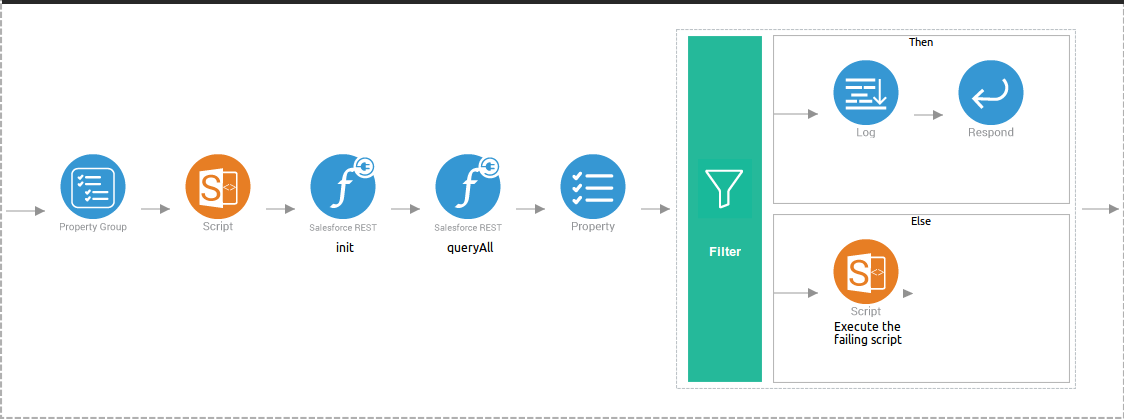 Property Group
Script
Salesforce REST
init
Salesforce REST
queryAll
Property
Filter
Then
Log
Respond
Else
Script
Execute the
failing script